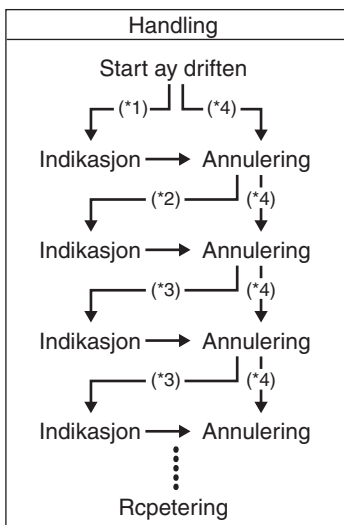 Handling
Start ay driften
(*1) (*4)
Indikasjon Annulering
(*2) (*4)
Indikasjon Annulering
(*3) (*4)
Indikasjon Annulering
(*3) (*4)
Indikasjon Annulering
Rcpetering